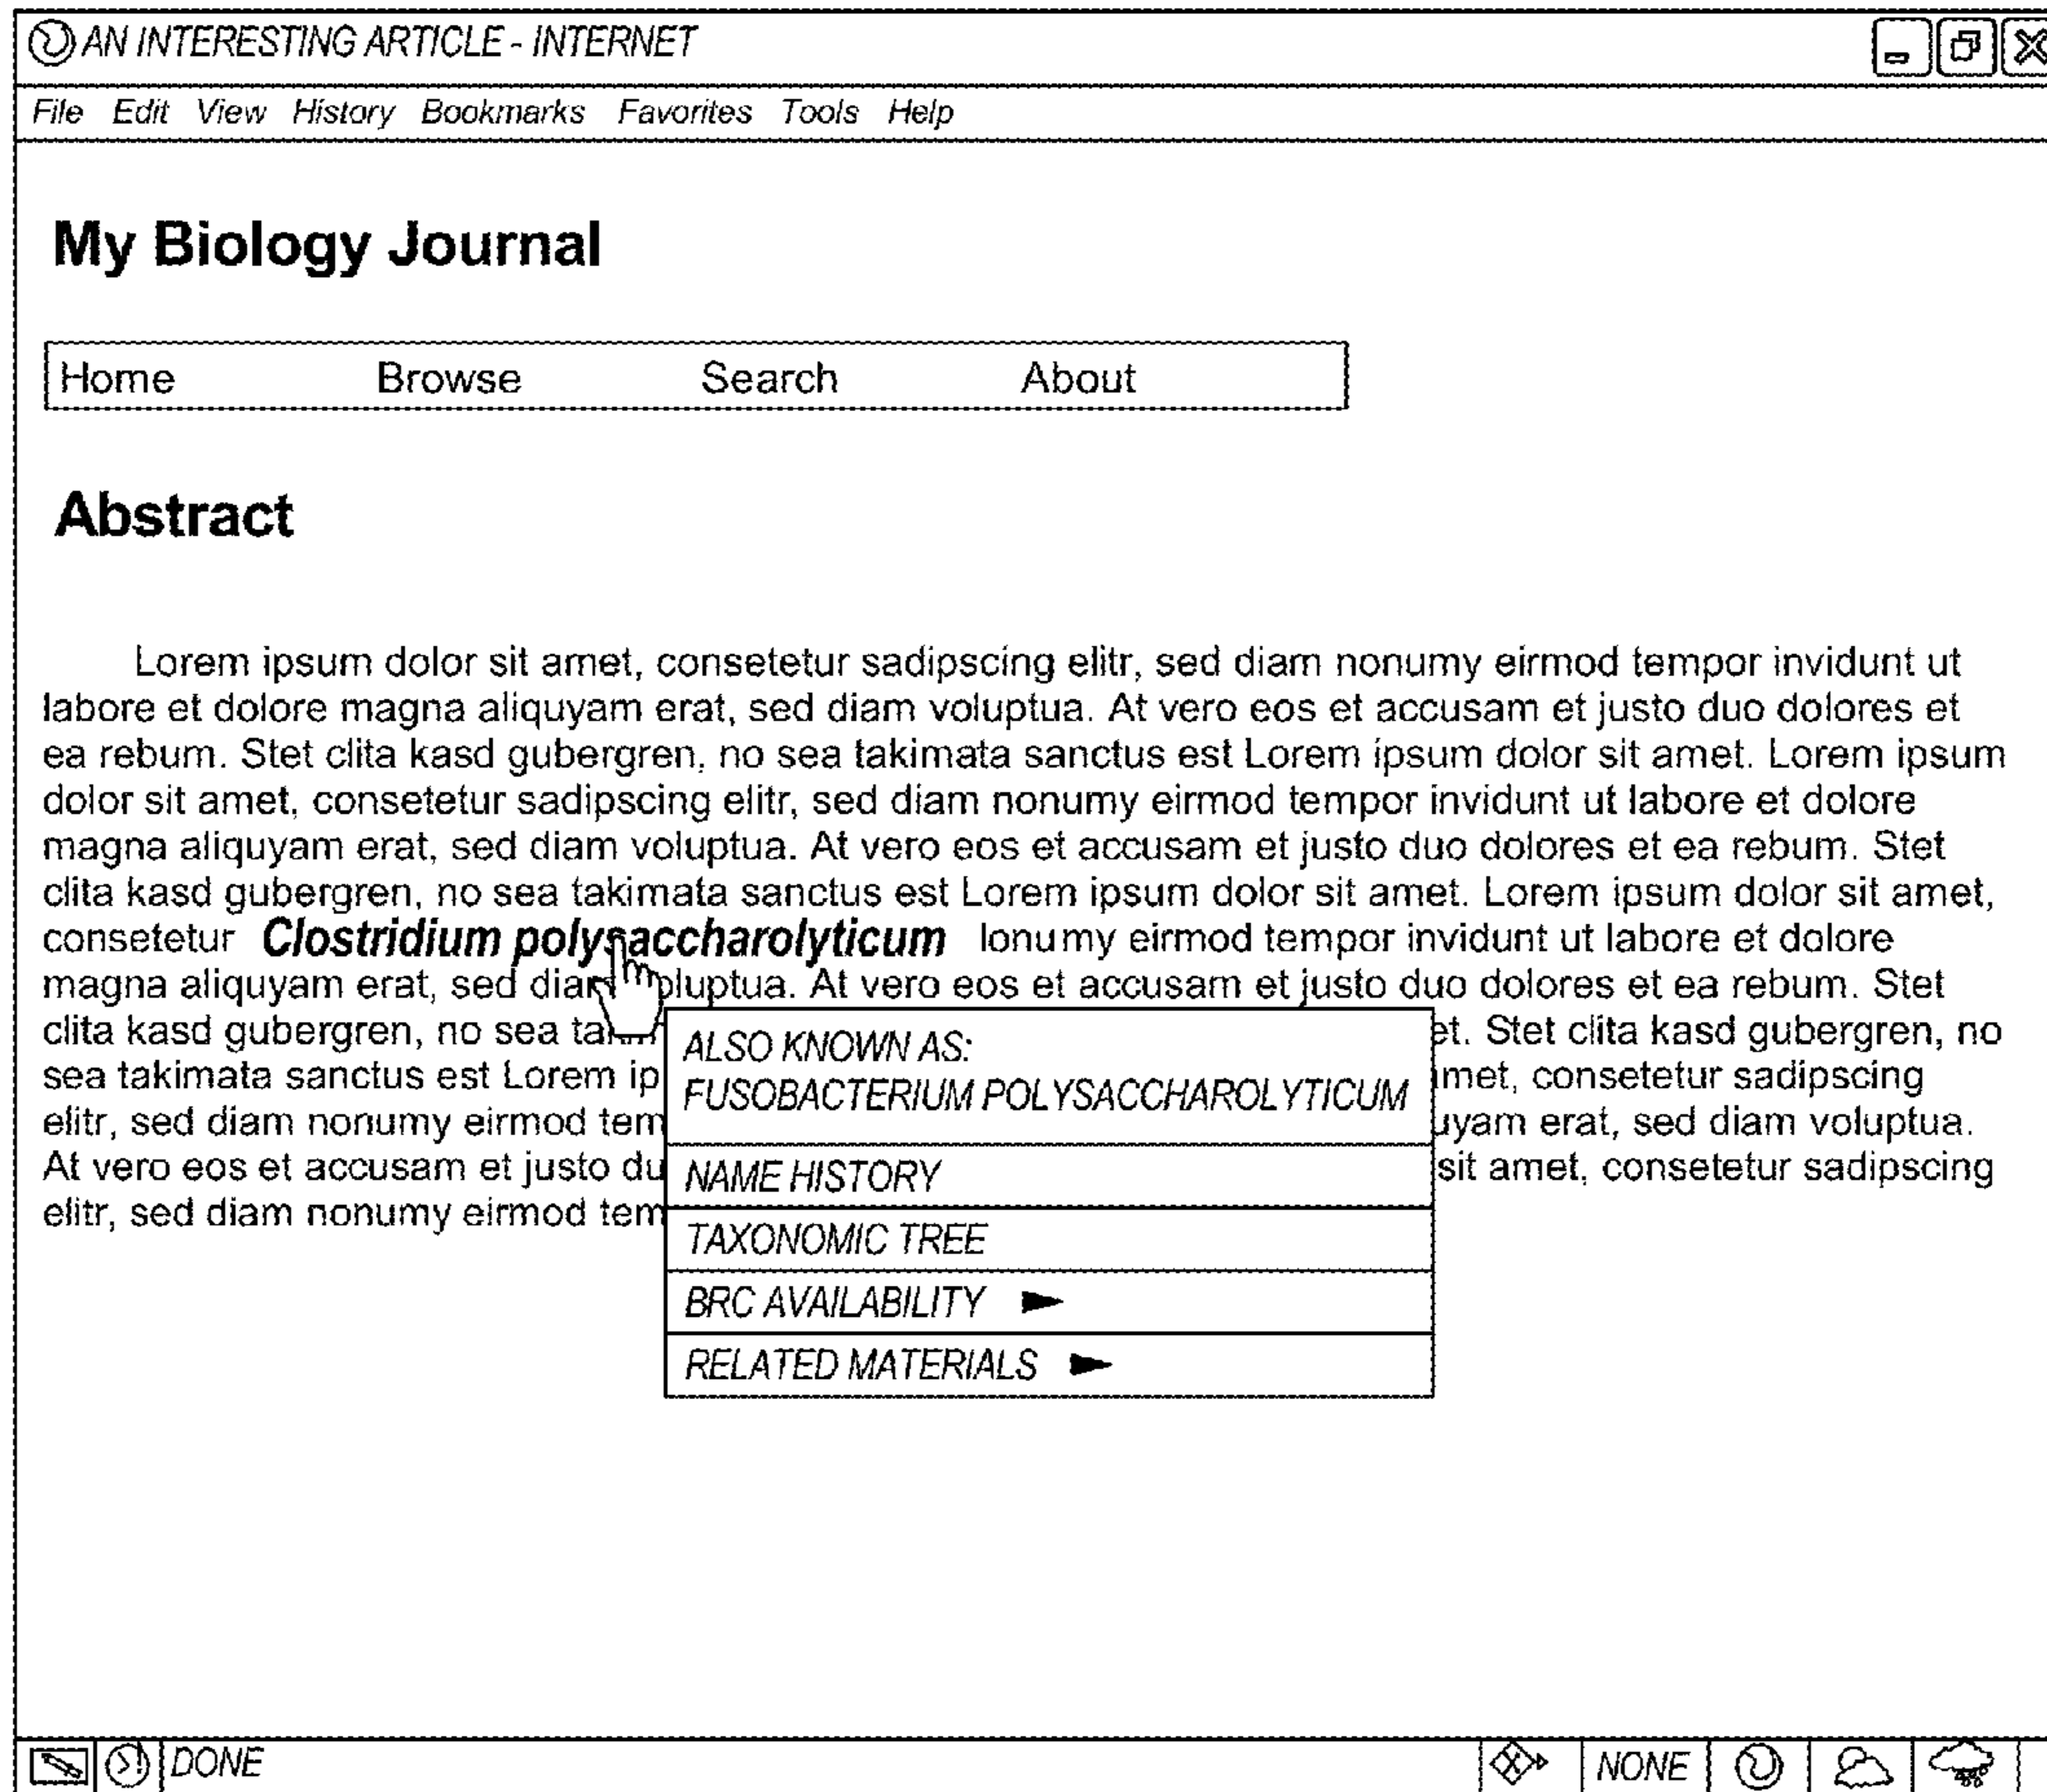 AN INTERESTING ARTICLE - INTERNET
File Edit View History Bookmarks Favorites Tools Help
My Biology Journal
Home Browse Search About
Abstract
Lorem ipsum dolor sit amet, consetetur sadipscing elitr, sed diam nonumy eirmod tempor invidunt ut
labore et dolore magna aliquyam erat, sed diam voluptua. At vero eos et accusam et justo duo dolores et
ea rebum. Stet clita kasd gubergren, no sea takimata sanctus est Lorem ipsum dolor sit amet. Lorem ipsum
dolor sit amet, consetetur sadipscing elitr, sed diam nonumy eirmod tempor invidunt ut labore et dolore
magna aliquyam erat, sed diam voluptua. At vero eos et accusam et justo duo dolores et ea rebum. Stet
clita kasd gubergren, no sea takimata sanctus est Lorem ipsum dolor sit amet. Lorem ipsum dolor sit amet,
consetetur Clostridium polysaccharolyticum lonumy eirmod tempor invidunt ut labore et dolore
magna aliquyam erat, sed diam voluptua. At vero eos et accusam et justo duo dolores et ea rebum. Stet
clita kasd gubergren, no sea et. Stet clita kasd gubergren, no
sea takimata sanctus est Lorem ip met, consetetur sadipscing
elitr, sed diam nonumy eirmod tem uyam erat, sed diam voluptua.
At vero eos et accusam et justo du sit amet, consetetur sadipscing
elitr, sed diam nonumy eirmod tem
ALSO KNOWN AS:
FUSOBACTERIUM POLYSACCHAROLYTICUM
NAME HISTORY
TAXONOMIC TREE
BRC AVAILABILITY
RELATED MATERIALS
DONE NONE